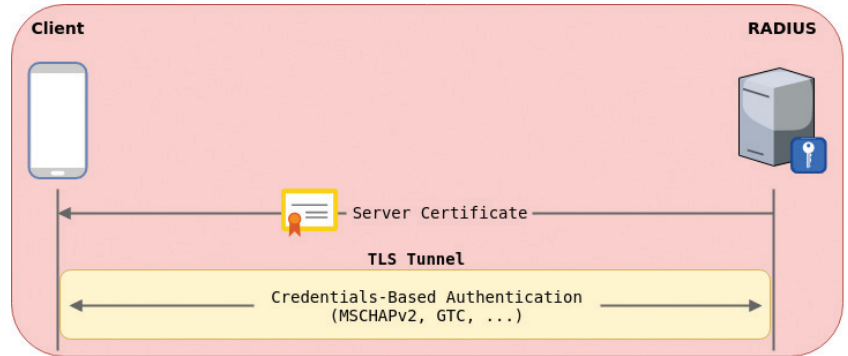 Client
RADIUS
Server Certificate
TLS Tunnel
Credentials-Based Authentication
(MSCHAPv2, GTC, ...)